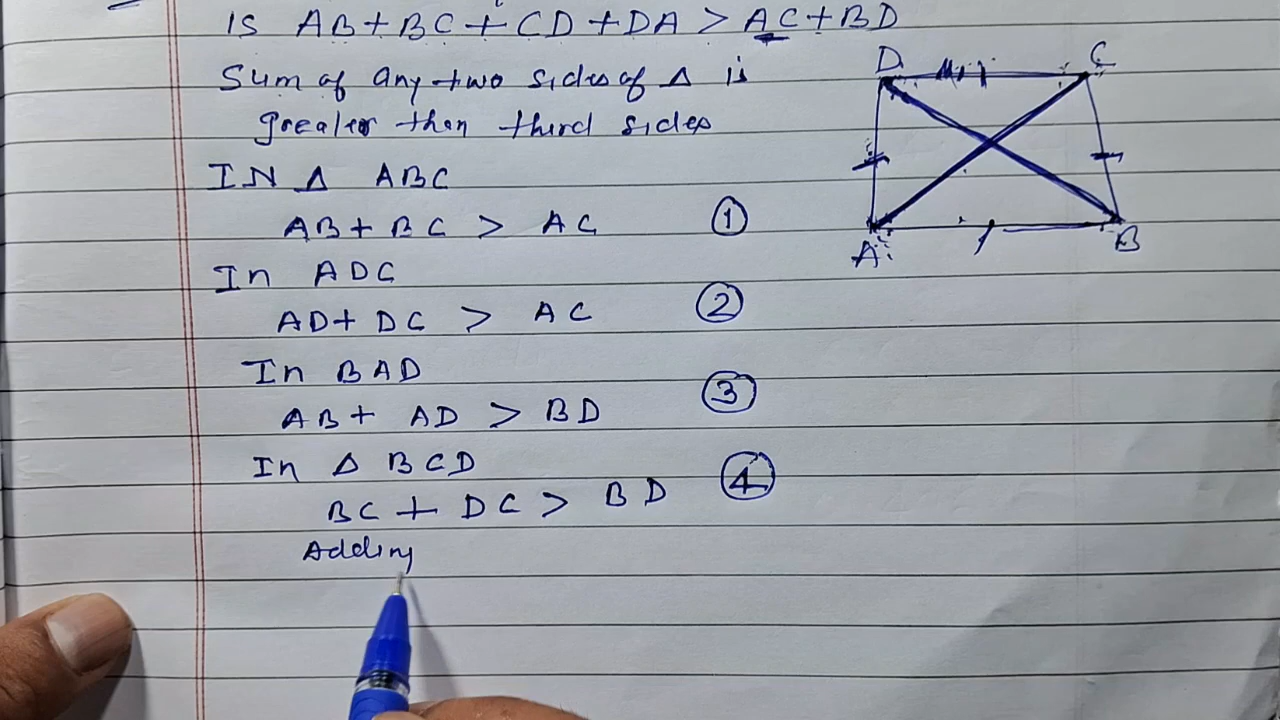 Is AB + BC + CD + DA > AC + BD
Sum of any two sides of Δ is
greater than third sides
IN Δ ABC
AB + BC > AC ①
In ADC
AD + DC > AC ②
In BAD
AB + AD > BD ③
In Δ BCD
BC + DC > BD ④
Adding
D C
A B